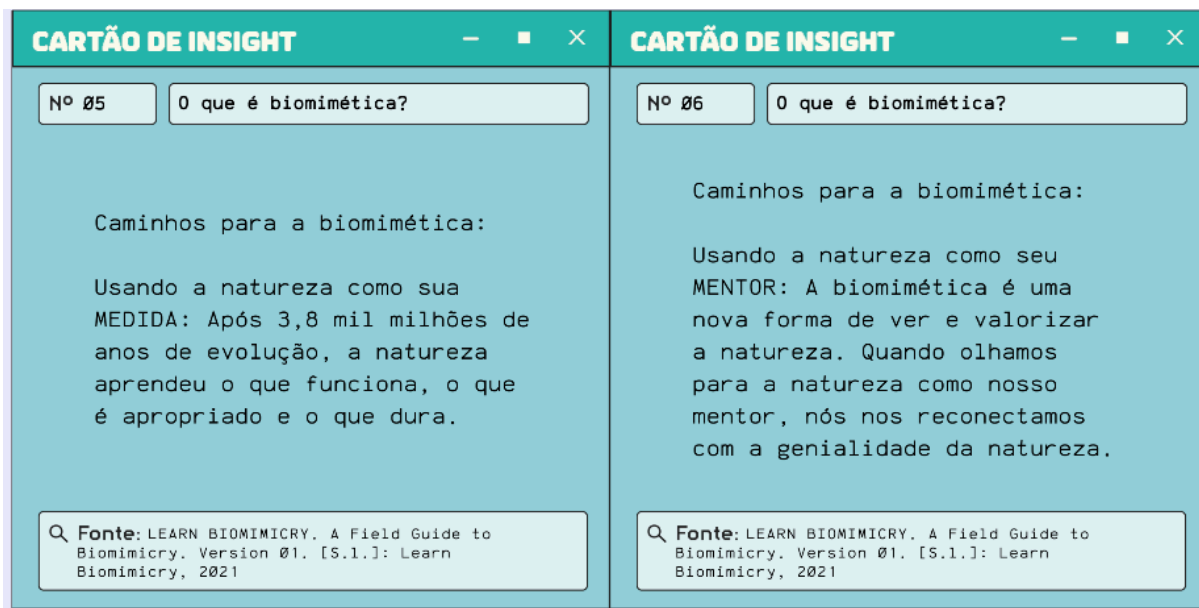 CARTÃO DE INSIGHT
Nº 05
O que é biomimética?
Caminhos para a biomimética:
Usando a natureza como sua
MEDIDA: Após 3,8 mil milhões de
anos de evolução, a natureza
aprendeu o que funciona, o que
é apropriado e o que dura.
Fonte: LEARN BIOMIMICRY. A Field Guide to
Biomimicry. Version 01. [S.l.]: Learn
Biomimicry, 2021
CARTÃO DE INSIGHT
Nº 06
O que é biomimética?
Caminhos para a biomimética:
Usando a natureza como seu
MENTOR: A biomimética é uma
nova forma de ver e valorizar
a natureza. Quando olhamos
para a natureza como nosso
mentor, nós nos reconectamos
com a genialidade da natureza.
Fonte: LEARN BIOMIMICRY. A Field Guide to
Biomimicry. Version 01. [S.l.]: Learn
Biomimicry, 2021